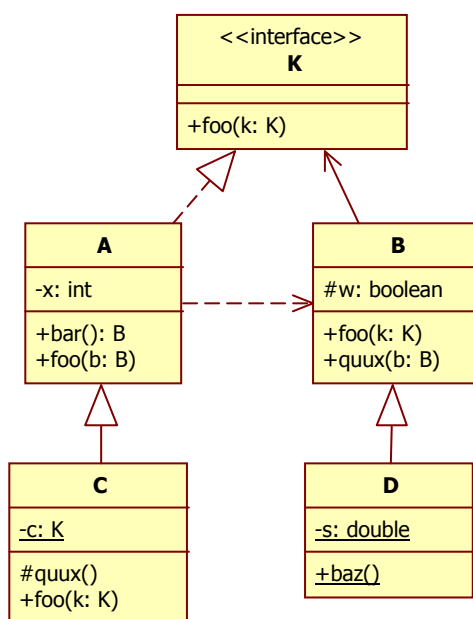 <<interface>>
K
+foo(k: K)
A
-x: int
+bar(): B
+foo(b: B)
B
#w: boolean
+foo(k: K)
+quux(b: B)
C
-c: K
#quux()
+foo(k: K)
D
-s: double
+baz()